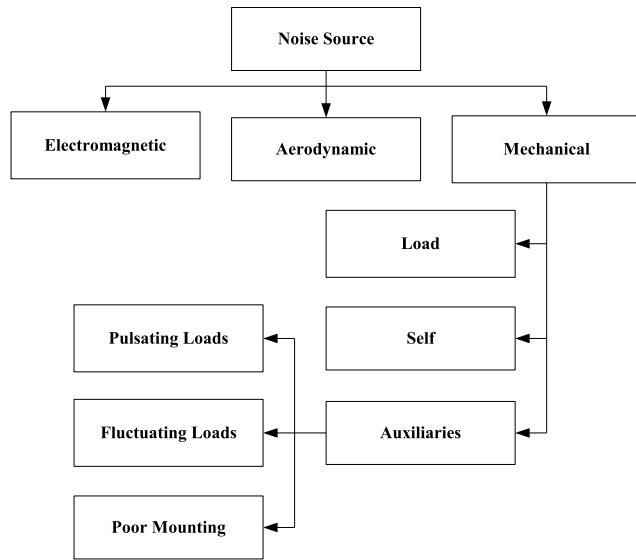 Noise Source
Electromagnetic
Aerodynamic
Mechanical
Load
Pulsating Loads
Self
Fluctuating Loads
Auxiliaries
Poor Mounting